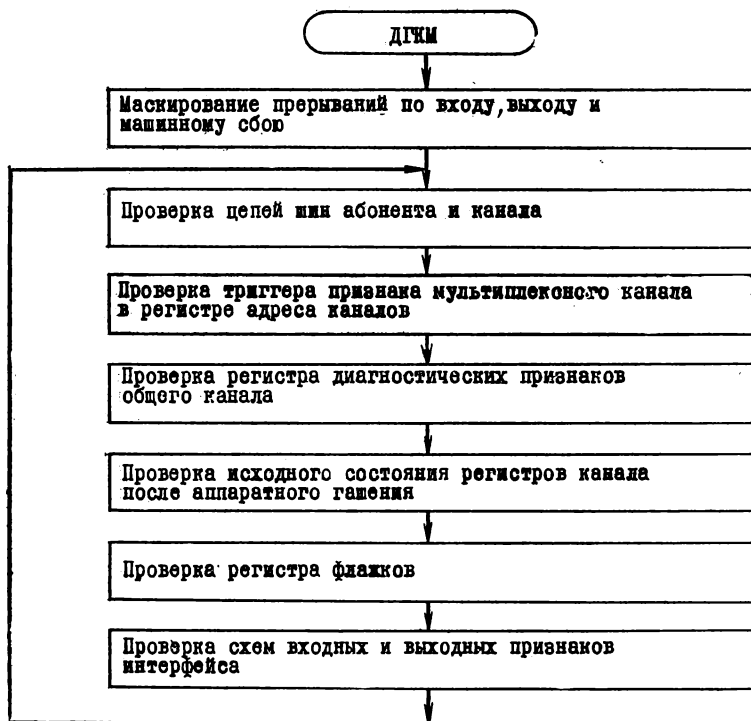 ДГКМ
Маскирование прерываний по входу, выходу и
машинному сбою
Проверка цепей шин абонента и канала
Проверка триггера признака мультиплексного канала
в регистре адреса каналов
Проверка регистра диагностических признаков
общего канала
Проверка исходного состояния регистров канала
после аппаратного гашения
Проверка регистра флажков
Проверка схем входных и выходных признаков
интерфейса